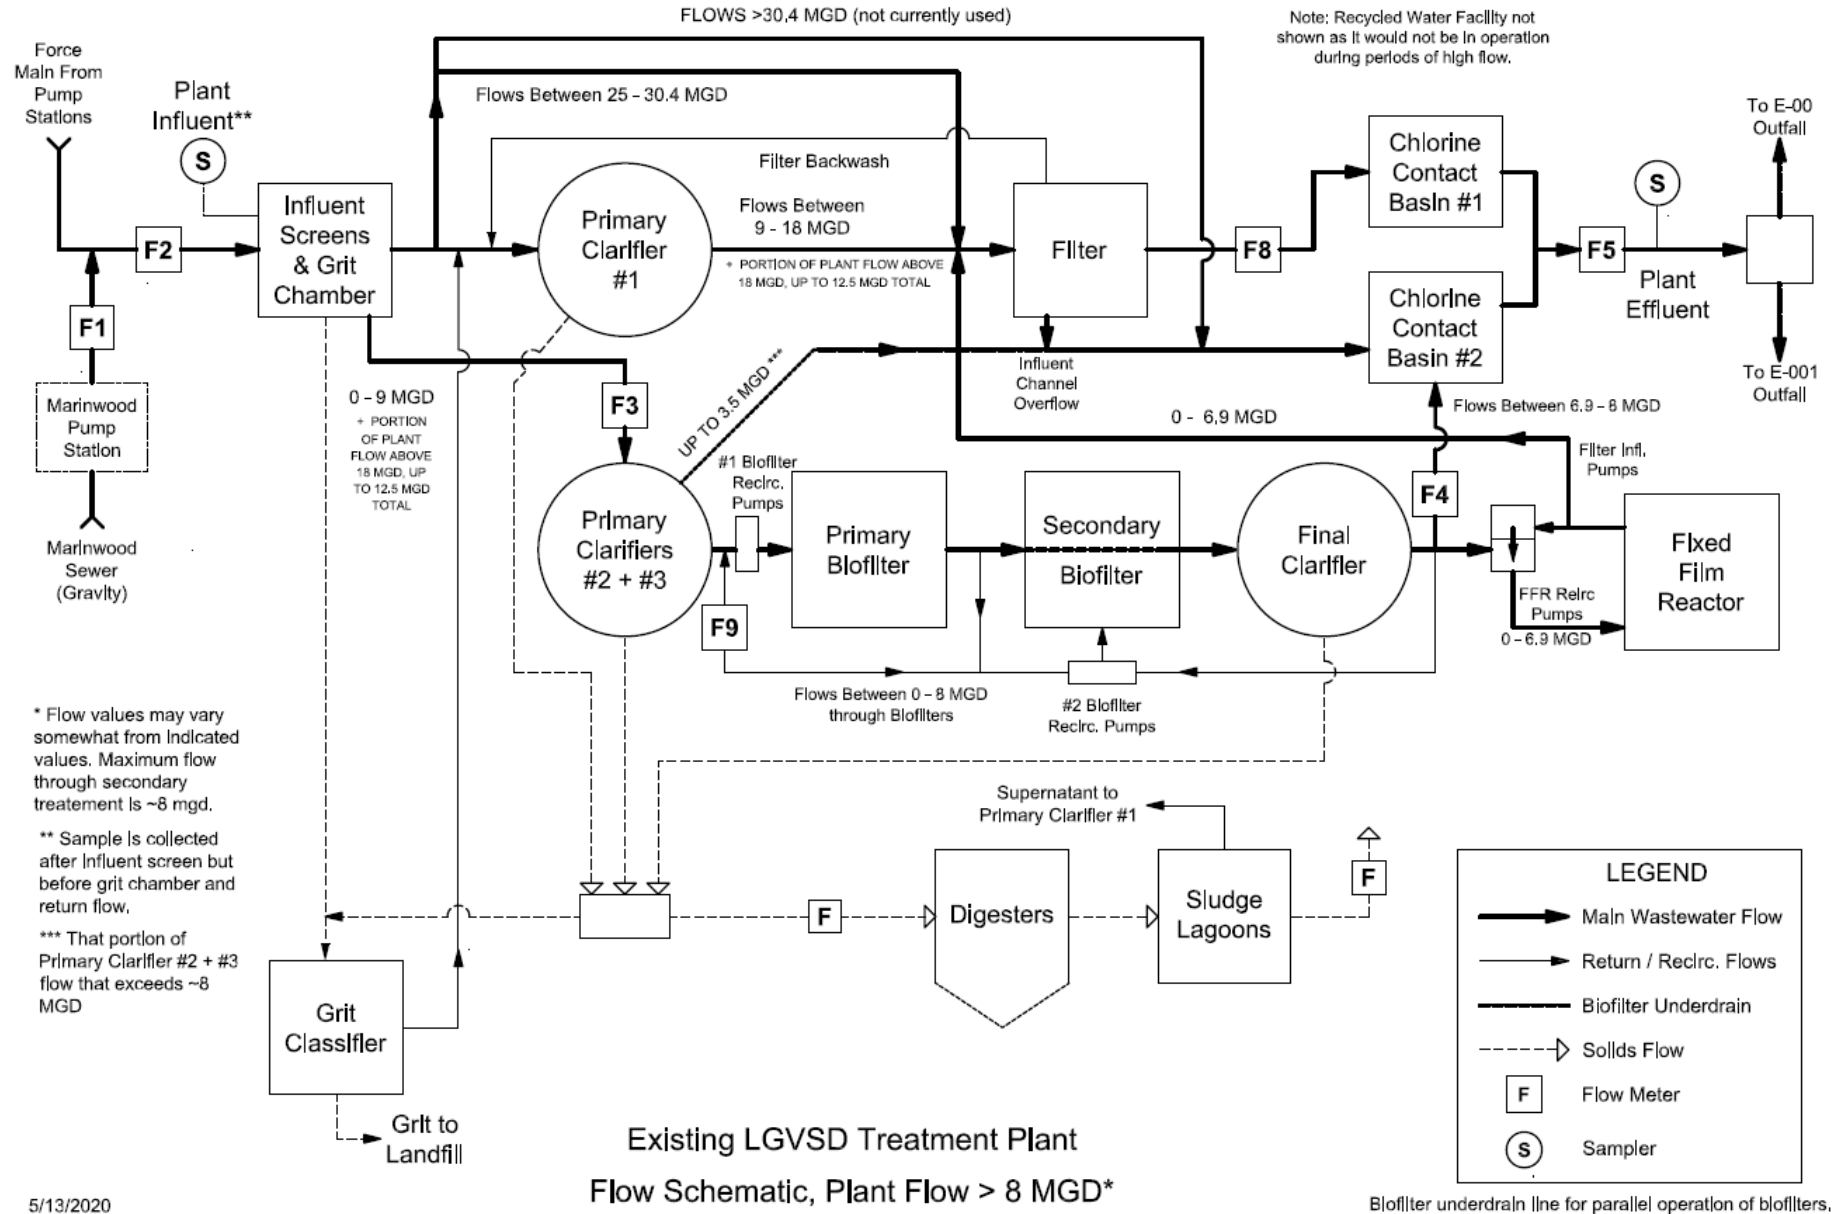 FLOWS >30.4 MGD (not currently used)
Note: Recycled Water Facility not
shown as it would not be in operation
during periods of high flow.
Force
Main From
Pump
Stations
Plant
Influent**
S
Flows Between 25 – 30.4 MGD
To E-00
Outfall
Filter Backwash
Chlorine
Contact
Basin #1
S
Influent
Screens
& Grit
Chamber
Primary
Clarifier
#1
Flows Between
9 - 18 MGD
+ PORTION OF PLANT FLOW ABOVE
18 MGD, UP TO 12.5 MGD TOTAL
F2
Filter
F8
F5
Plant
Effluent
F1
Chlorine
Contact
Basin #2
Influent
Channel
Overflow
To E-001
Outfall
Marinwood
Pump
Station
0 – 9 MGD
+ PORTION
OF PLANT
FLOW ABOVE
18 MGD, UP
TO 12.5 MGD
TOTAL
F3
UP TO 3.5 MGD***
0 - 6.9 MGD
Flows Between 6.9 – 8 MGD
#1 Biofilter
Recirc.
Pumps
Filter Infl.
Pumps
F4
Marinwood
Sewer
(Gravity)
Primary
Clarifiers
#2 + #3
Primary
Biofilter
Secondary
Biofilter
Final
Clarifier
Fixed
Film
Reactor
FFR Relrc
Pumps
0 – 6.9 MGD
F9
Flows Between 0 – 8 MGD
through Biofilters
#2 Biofilter
Recirc. Pumps
* Flow values may vary
somewhat from indicated
values. Maximum flow
through secondary
treatement is ~8 mgd.
** Sample is collected
after influent screen but
before grit chamber and
return flow.
*** That portion of
Primary Clarifier #2 + #3
flow that exceeds ~8
MGD
Supernatant to
Primary Clarifier #1
F
Digesters
Sludge
Lagoons
F
Grit
Classifier
Grit to
Landfill
LEGEND
Main Wastewater Flow
Return / Recirc. Flows
Biofilter Underdrain
Solids Flow
F
Flow Meter
S
Sampler
Existing LGVSD Treatment Plant
Flow Schematic, Plant Flow > 8 MGD*
5/13/2020
Biofilter underdrain line for parallel operation of biofilters.